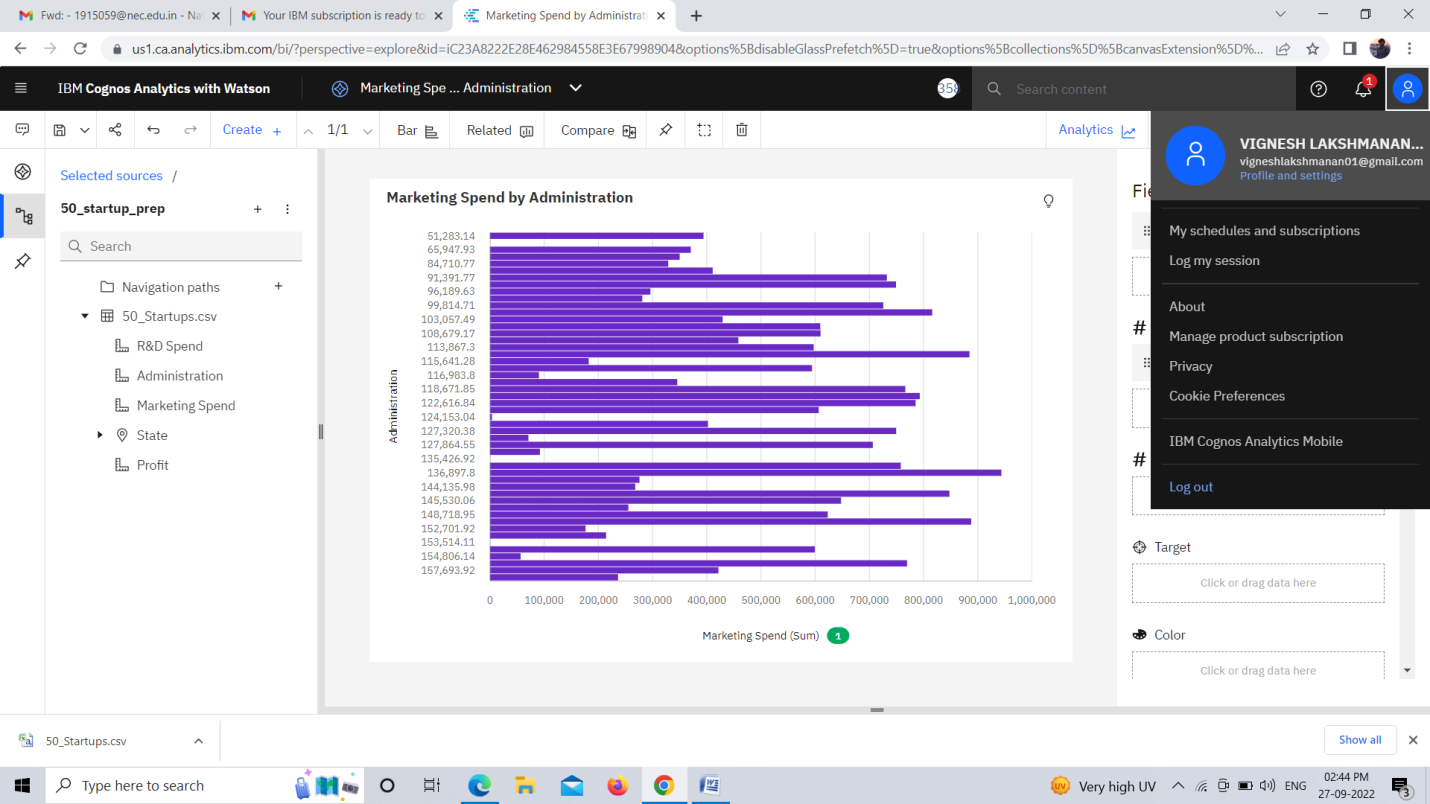 Fwd: - 1915059@nec.edu.in - Nat
Your IBM subscription is ready to
Marketing Spend by Administrati
us1.ca.analytics.ibm.com/bi/?perspective=explore&id=iC23A8222E28E462984558E3E67998904&options%5BdisableGlassPrefetch%5D=true&options%5Bcollections%5D%5BcanvasExtension%5D%...
IBM Cognos Analytics with Watson
Marketing Spe ... Administration
358
Search content
1
Create +
1/1
Bar
Related
Compare
Analytics
VIGNESH LAKSHMANAN...
vigneshlakshmanan01@gmail.com
Profile and settings
My schedules and subscriptions
Log my session
About
Manage product subscription
Privacy
Cookie Preferences
IBM Cognos Analytics Mobile
Log out
Selected sources /
50_startup_prep
Search
Navigation paths
50_Startups.csv
R&D Spend
Administration
Marketing Spend
State
Profit
Marketing Spend by Administration
Administration
51,283.14
65,947.93
84,710.77
91,391.77
96,189.63
99,814.71
103,057.49
108,679.17
113,867.3
115,641.28
116,983.8
118,671.85
122,616.84
124,153.04
127,320.38
127,864.55
135,426.92
136,897.8
144,135.98
145,530.06
148,718.95
152,701.92
153,514.11
154,806.14
157,693.92
0 100,000 200,000 300,000 400,000 500,000 600,000 700,000 800,000 900,000 1,000,000
Marketing Spend (Sum) 1
Fie
#
#
Target
Click or drag data here
Color
Click or drag data here
50_Startups.csv
Show all
Type here to search
Very high UV
ENG
02:44 PM
27-09-2022
3